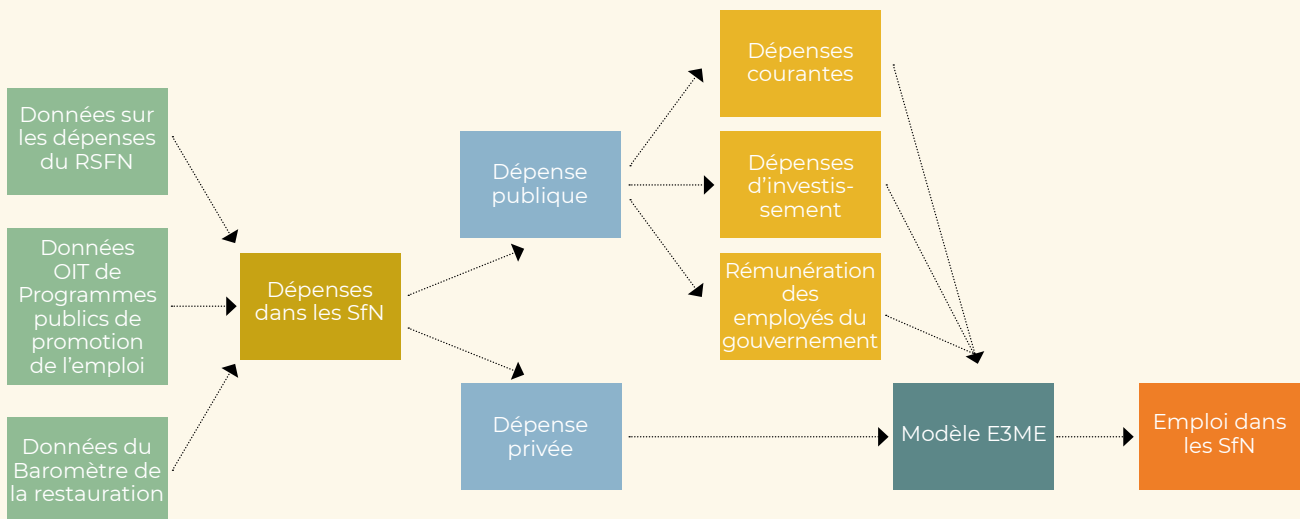 Données sur
les dépenses
du RSFN
Données
OIT de
Programmes
publics de
promotion
de l'emploi
Données du
Baromètre de
la restauration
Dépenses
dans les SfN
Dépense
publique
Dépense
privée
Dépenses
courantes
Dépenses
d'investis-
sement
Rémunération
des
employés du
gouvernement
Modèle E3ME
Emploi dans
les SfN